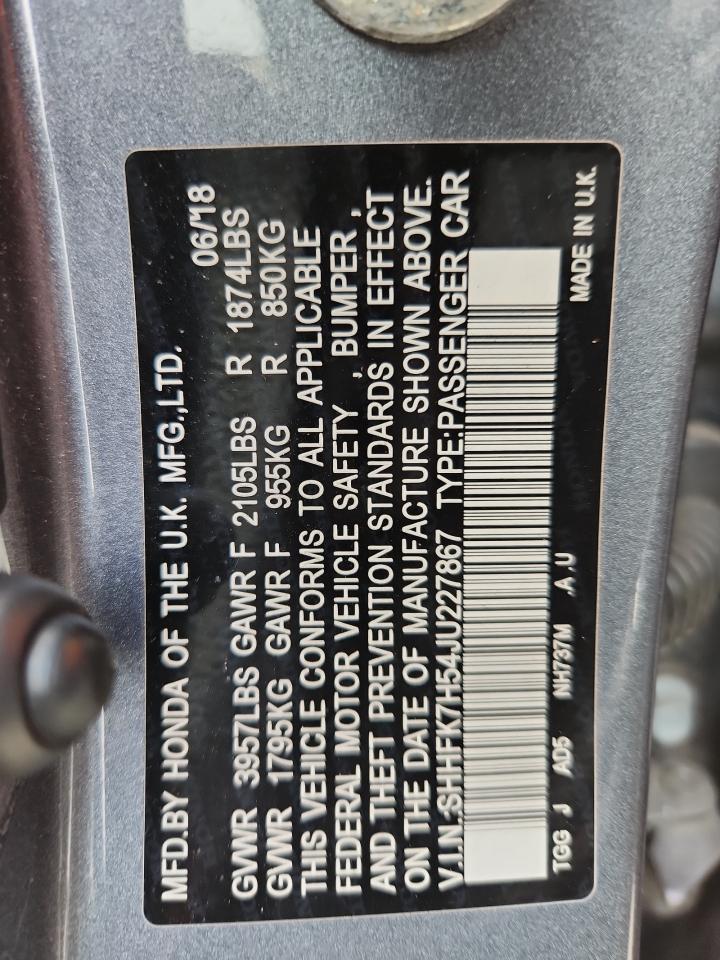 MFD.BY HONDA OF THE U.K. MFG.,LTD. 06/18
GVWR 3957LBS GAWR F 2105LBS R 1874LBS
GVWR 1795KG GAWR F 955KG R 850KG
THIS VEHICLE CONFORMS TO ALL APPLICABLE
FEDERAL MOTOR VEHICLE SAFETY , BUMPER ,
AND THEFT PREVENTION STANDARDS IN EFFECT
ON THE DATE OF MANUFACTURE SHOWN ABOVE.
V.I.N.:SHHFK7H54JU227867 TYPE:PASSENGER CAR
TGG J AD5 NH737M .A .U MADE IN U.K.